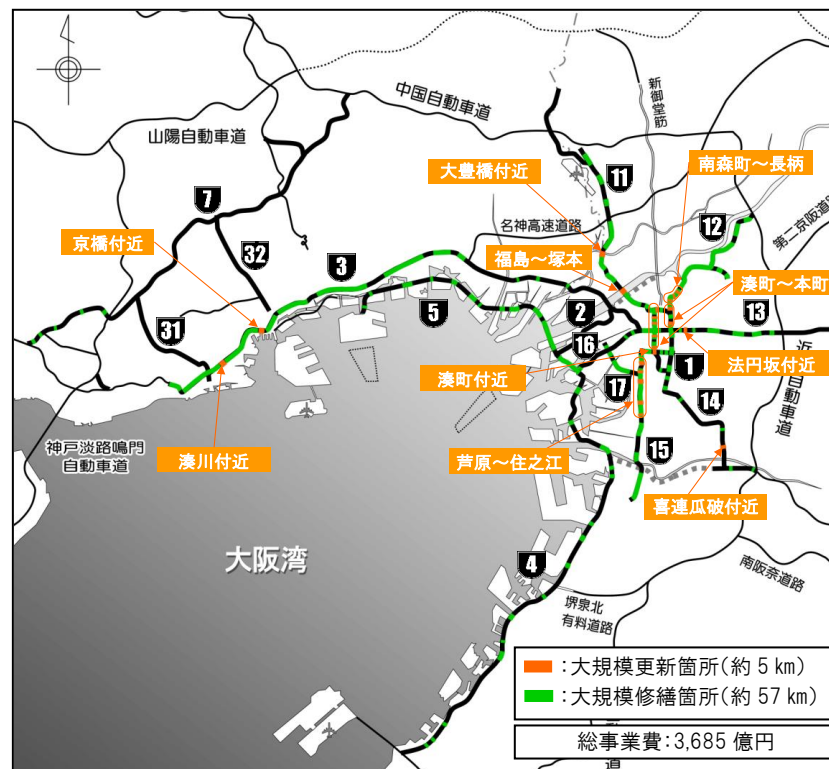 中国自動車道
新御堂筋
山陽自動車道
大豊橋付近
南森町～長柄
11
12
7
名神高速道路
第二京阪道路
京橋付近
32
3
福島～塚本
湊町～本町
5
2
13
31
16
近
湊町付近
1
法円坂付近
17
14
自動車道
神戸淡路鳴門
自動車道
湊川付近
芦原～住之江
15
喜連瓜破付近
大阪湾
4
南阪奈道路
堺泉北
有料道路
:大規模更新箇所(約 5 km)
:大規模修繕箇所(約 57 km)
総事業費:3,685 億円
道